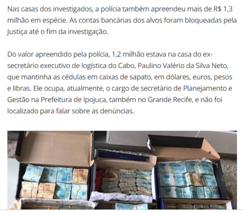 Nas casas dos investigados, a polícia também apreendeu mais de R$ 1,3
milhão em espécie. As contas bancárias dos alvos foram bloqueadas pela
Justiça até o fim da investigação.
Do valor apreendido pela polícia, 1,2 milhão estava na casa do ex-
secretário executivo de logística do Cabo, Paulino Valério da Silva Neto,
que mantinha as cédulas em caixas de sapato, em dólares, euros, pesos
e libras. Ele ocupa, atualmente, o cargo de secretário de Planejamento e
Gestão na Prefeitura de Ipojuca, também no Grande Recife, e não foi
localizado para falar sobre as denúncias.